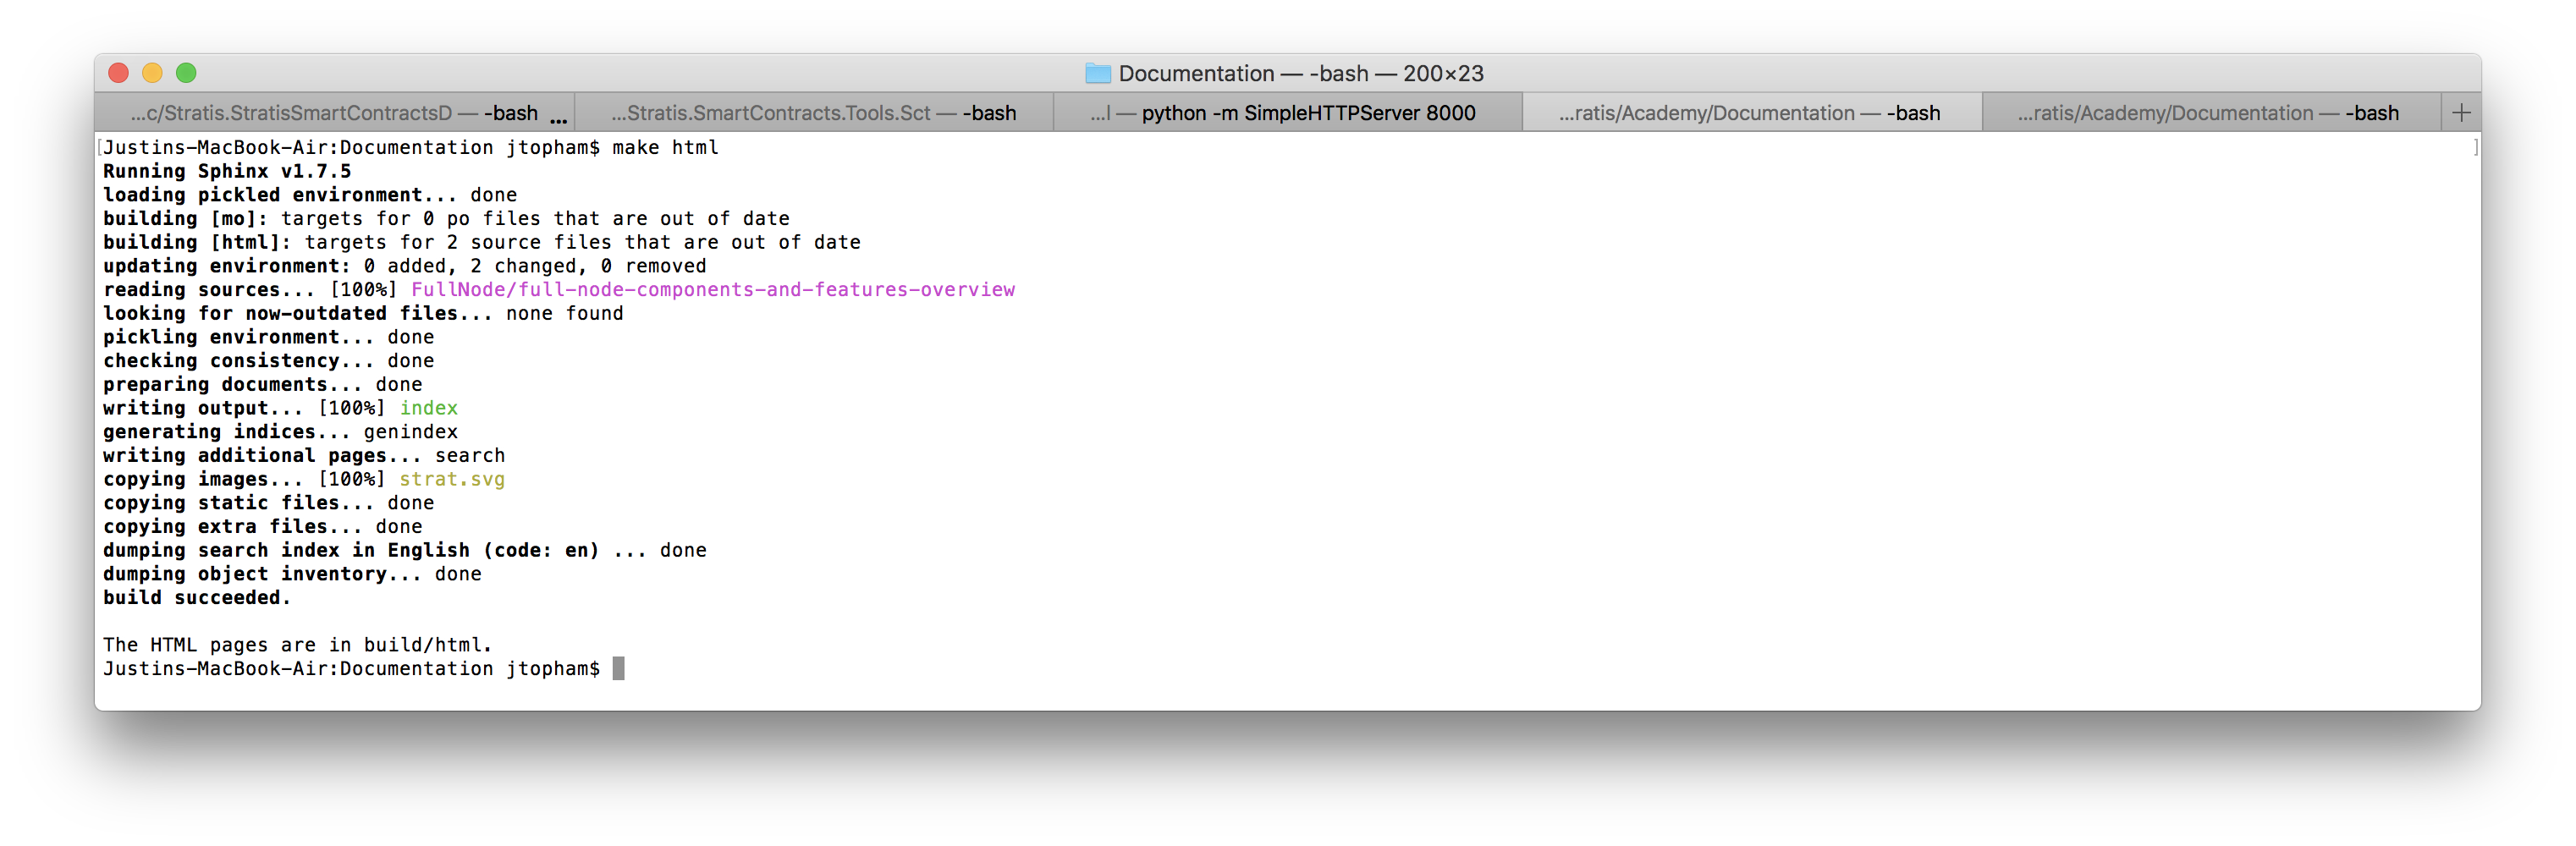 Documentation — -bash — 200×23
...c/Stratis.StratisSmartContractsD — -bash ...
...Stratis.SmartContracts.Tools.Sct — -bash
...l — python -m SimpleHTTPServer 8000
...ratis/Academy/Documentation — -bash
...ratis/Academy/Documentation — -bash
+
[Justins-MacBook-Air:Documentation jtopham$ make html ]
Running Sphinx v1.7.5
loading pickled environment... done
building [mo]: targets for 0 po files that are out of date
building [html]: targets for 2 source files that are out of date
updating environment: 0 added, 2 changed, 0 removed
reading sources... [100%] FullNode/full-node-components-and-features-overview
looking for now-outdated files... none found
pickling environment... done
checking consistency... done
preparing documents... done
writing output... [100%] index
generating indices... genindex
writing additional pages... search
copying images... [100%] strat.svg
copying static files... done
copying extra files... done
dumping search index in English (code: en) ... done
dumping object inventory... done
build succeeded.
The HTML pages are in build/html.
Justins-MacBook-Air:Documentation jtopham$